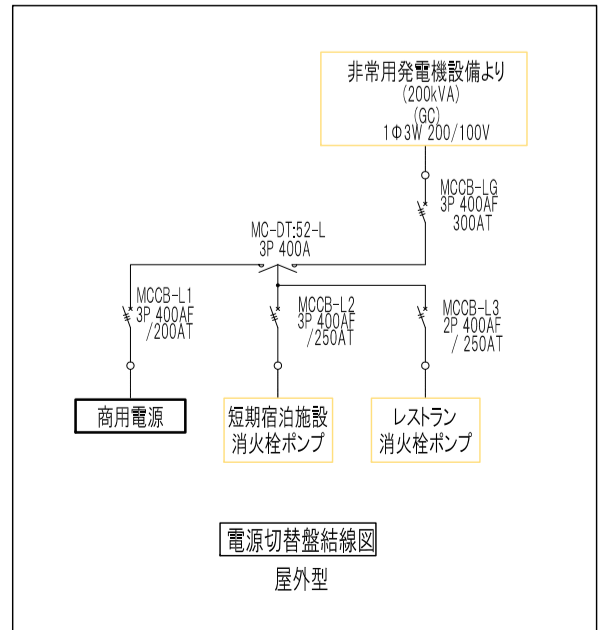 非常用発電機設備より
(200kVA)
(GC)
1Φ3W 200/100V
MCCB-LG
3P 400AF
300AT
MC-DT:52-L
3P 400A
MCCB-L1
3P 400AF
/200AT
MCCB-L2
3P 400AF
/250AT
MCCB-L3
2P 400AF
/ 250AT
商用電源
短期宿泊施設
消火栓ポンプ
レストラン
消火栓ポンプ
電源切替盤結線図
屋外型